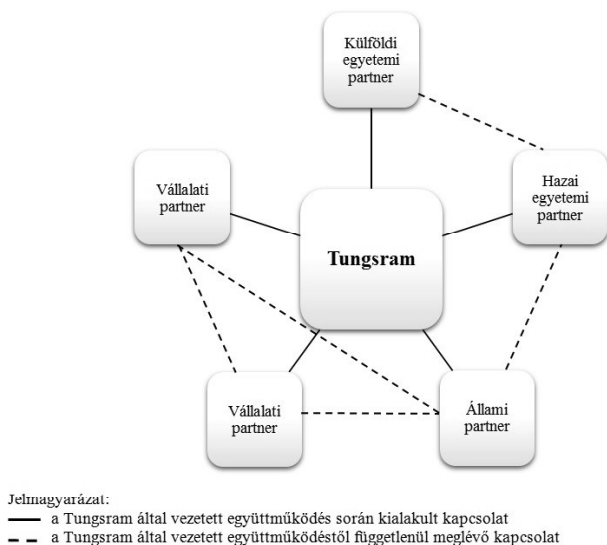 Külföldi
egyetemi
partner
Vállalati
partner
Hazai
egyetemi
partner
Tungsram
Vállalati
partner
Állami
partner
Jelmagyarázat:
a Tungsram által vezetett együttműködés során kialakult kapcsolat
a Tungsram által vezetett együttműködéstől függetlenül meglévő kapcsolat